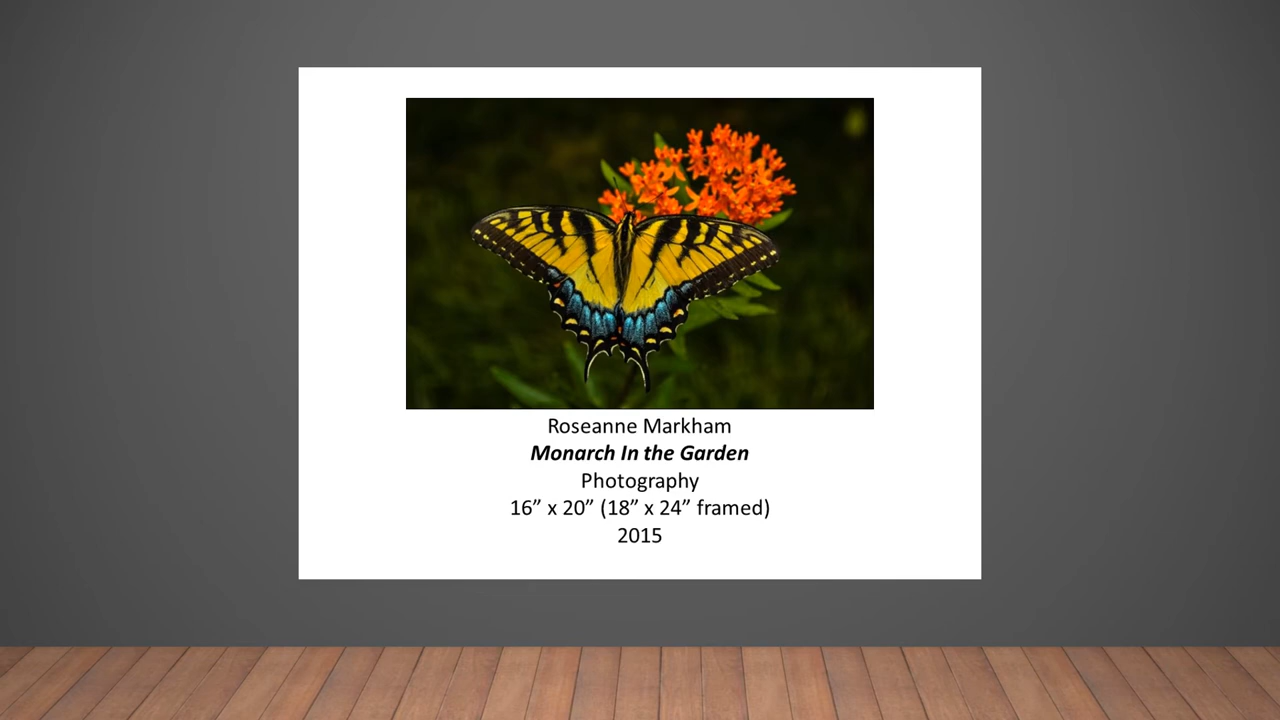 Roseanne Markham
Monarch In the Garden
Photography
16” x 20” (18” x 24” framed)
2015